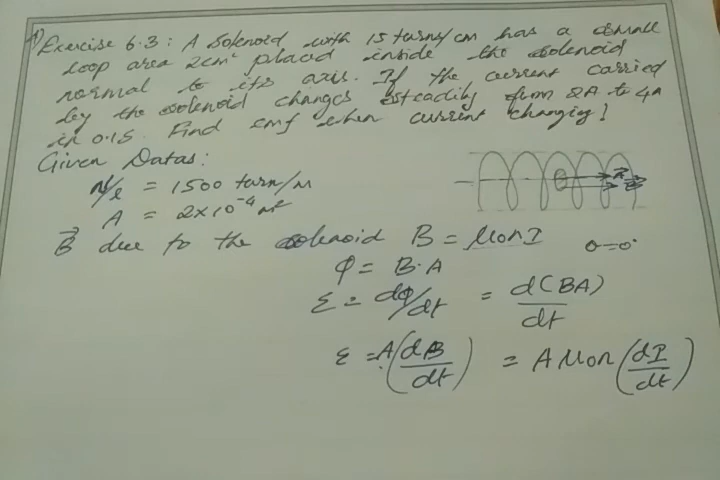 Exercise 6.3: A Solenoid with 15 turns/cm has a small
loop area 2cm² placed inside the solenoid
normal to its axis. If the current carried
by the solenoid changes steadily from 2A to 4A
in 0.1S. Find emf when current changing?
Given Datas:
N/l = 1500 turn/m
A = 2×10⁻⁴ m²
B⃗ due to the solenoid B = μ₀nI θ=0°
φ = B·A
ε = dφ/dt = d(BA)/dt
ε = A(dB/dt) = Aμ₀n(dI/dt)